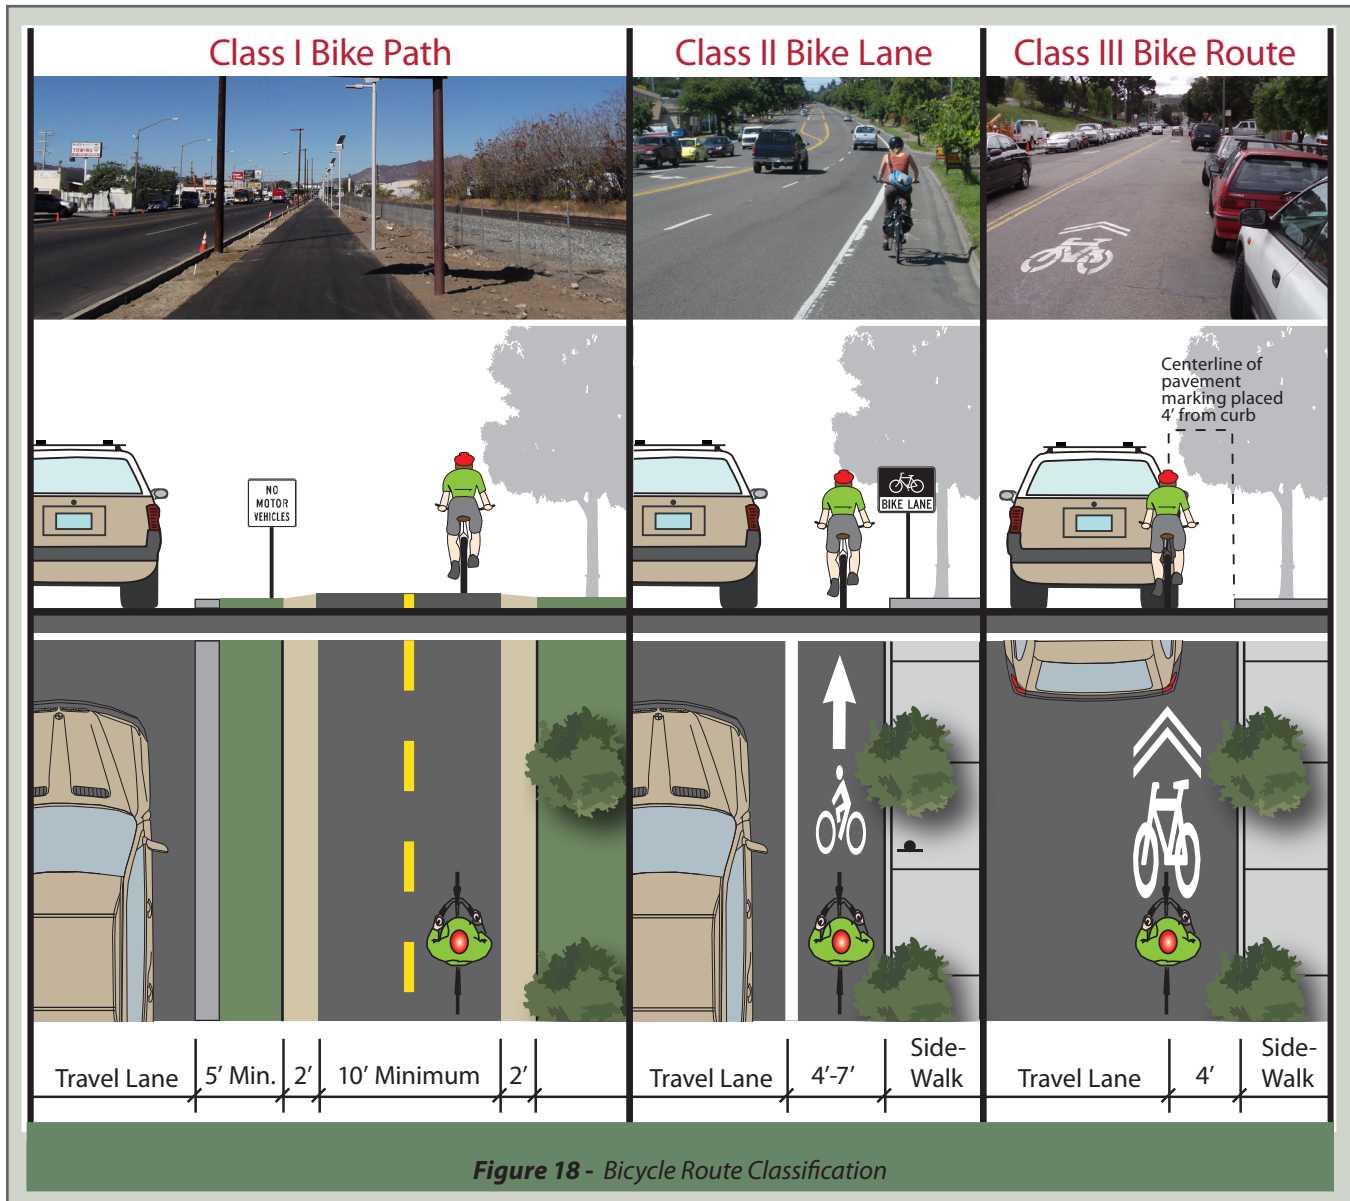 Class I Bike Path
Class II Bike Lane
Class III Bike Route
TOWING
Centerline of
pavement
marking placed
4' from curb
NO
MOTOR
VEHICLES
BIKE LANE
Travel Lane
5' Min.
2'
10' Minimum
2'
Travel Lane
4'-7'
Side-
Walk
Travel Lane
4'
Side-
Walk
Figure 18 - Bicycle Route Classification